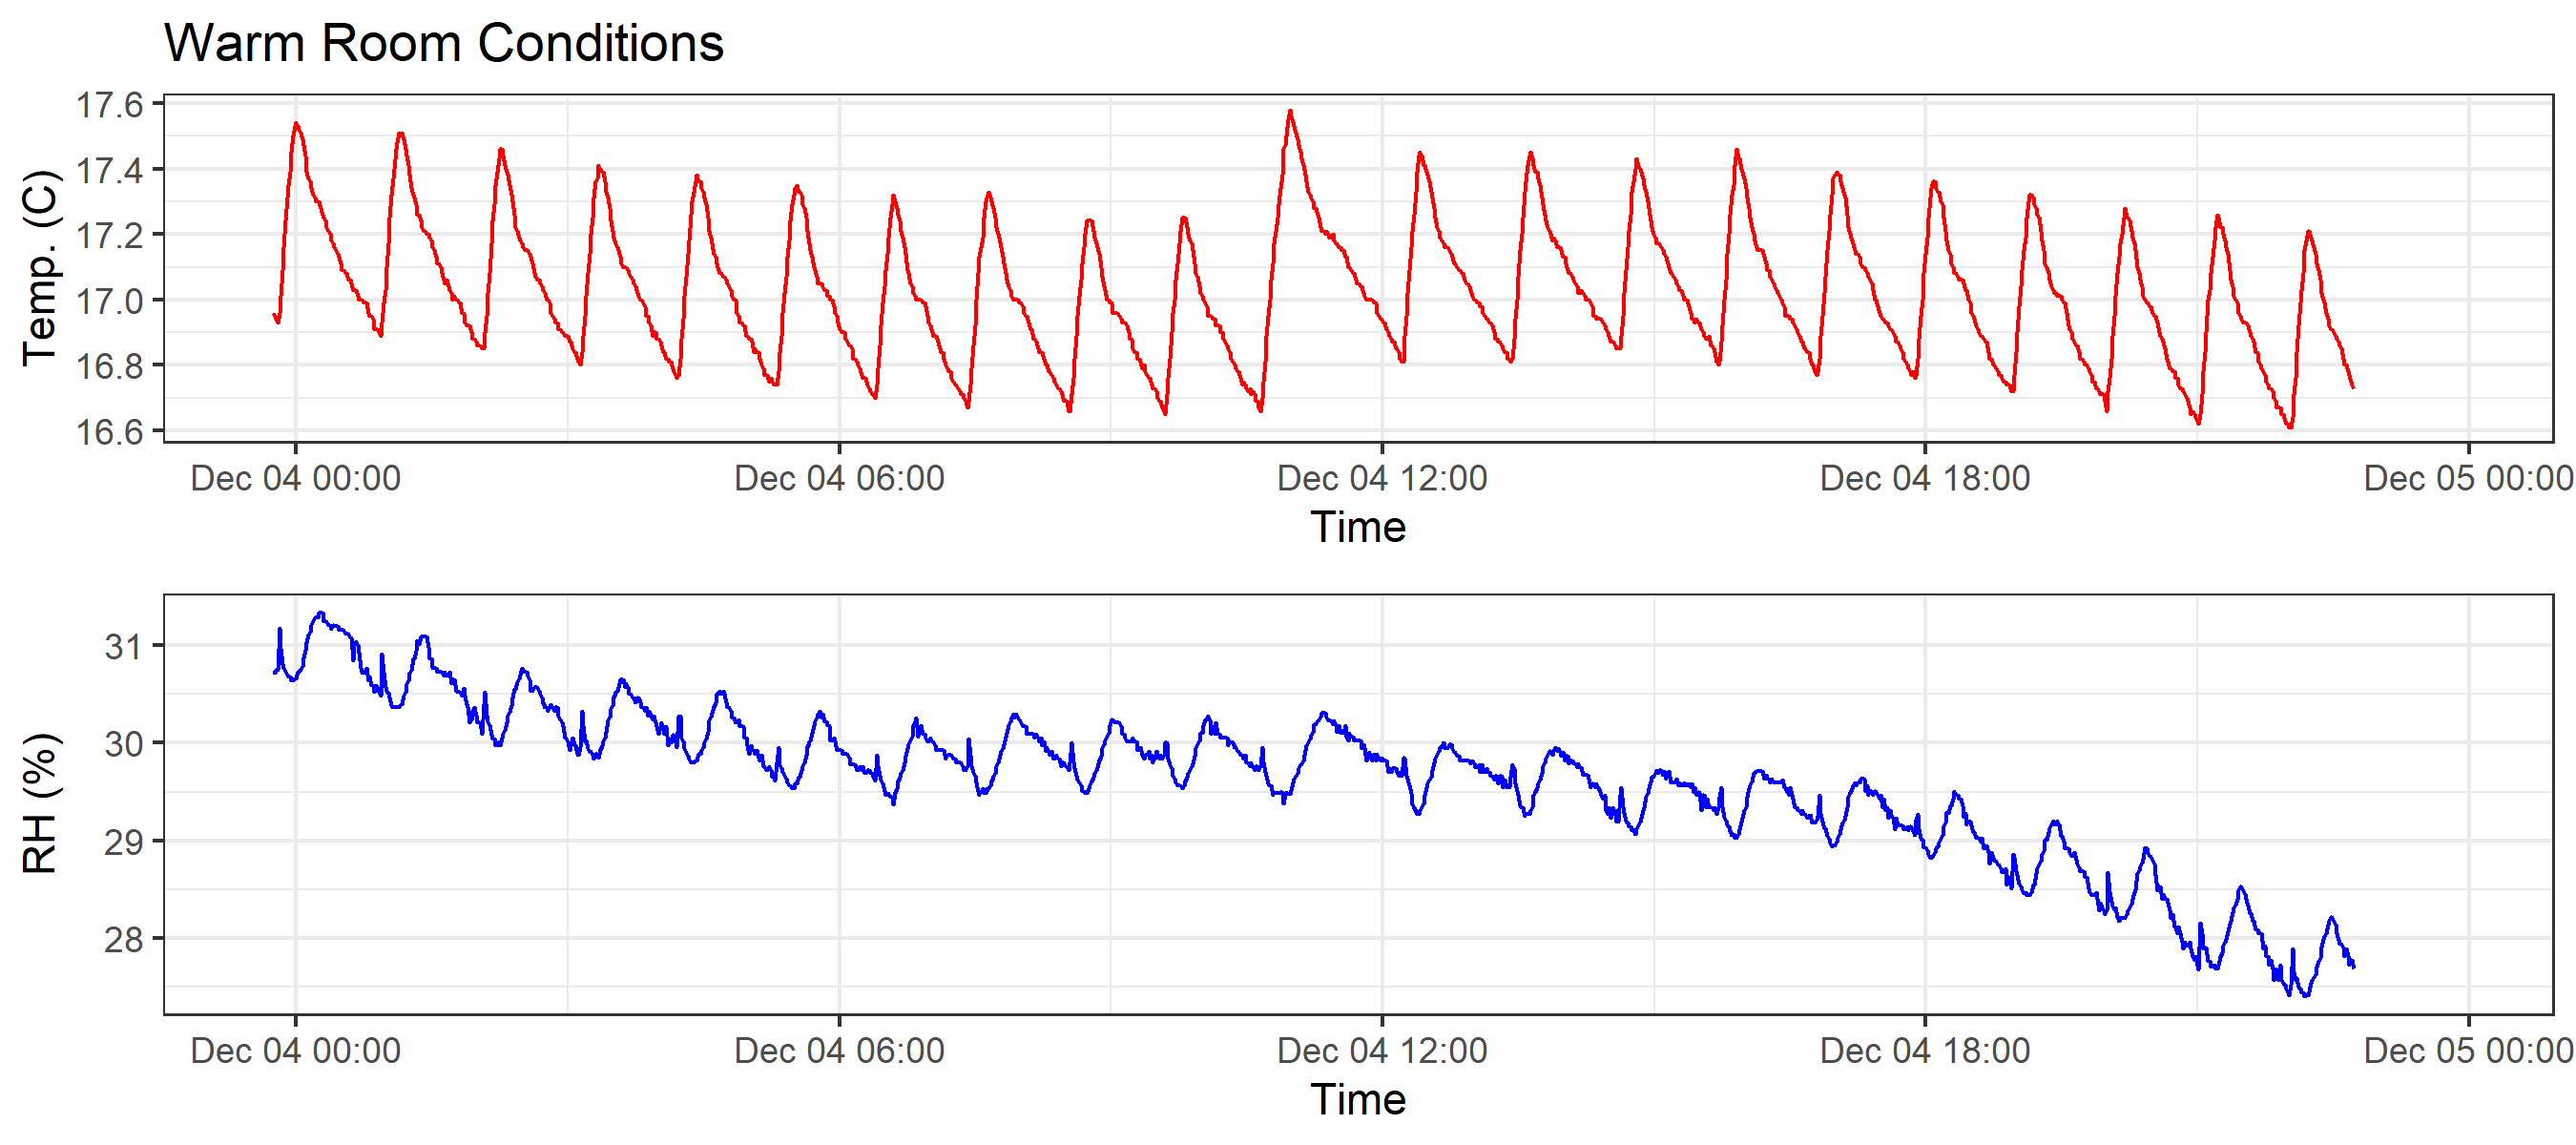 Warm Room Conditions
Temp. (C)
17.6
17.4
17.2
17.0
16.8
16.6
Dec 04 00:00 Dec 04 06:00 Dec 04 12:00 Dec 04 18:00 Dec 05 00:00
Time
RH (%)
31
30
29
28
Dec 04 00:00 Dec 04 06:00 Dec 04 12:00 Dec 04 18:00 Dec 05 00:00
Time